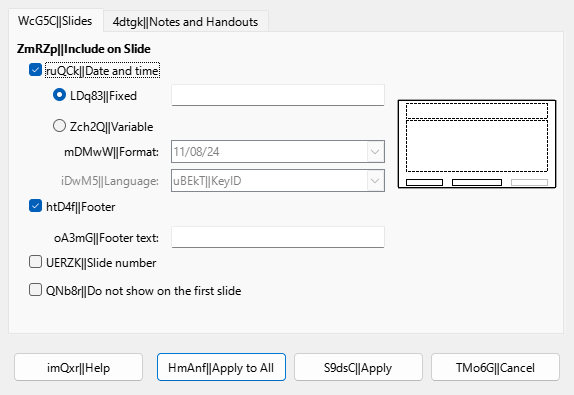 WcG5C||Slides
4dtgk||Notes and Handouts
ZmRZp||Include on Slide
ruQCk||Date and time
LDq83||Fixed
Zch2Q||Variable
mDMwW||Format: 11/08/24
iDwM5||Language: uBEkT||KeyID
htD4f||Footer
oA3mG||Footer text:
UERZK||Slide number
QNb8r||Do not show on the first slide
imQxr||Help
HmAnf||Apply to All
S9dsC||Apply
TMo6G||Cancel